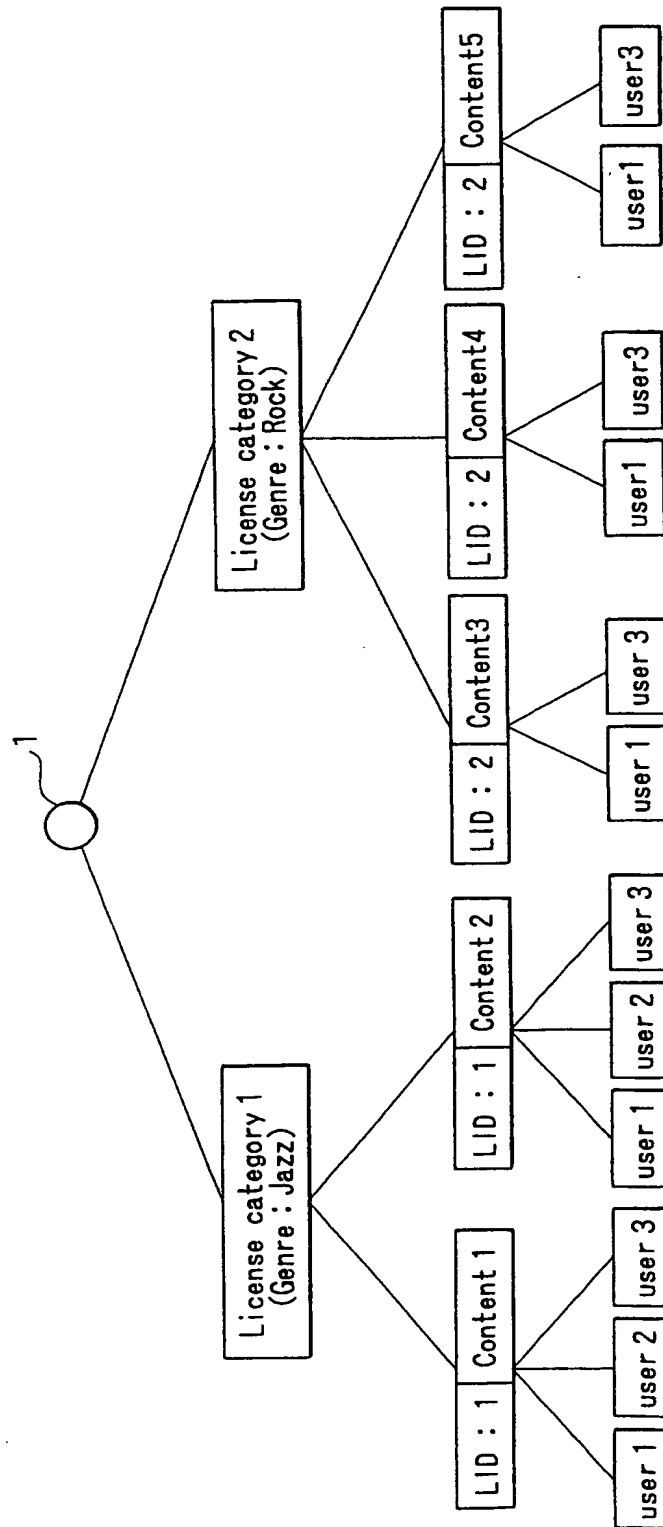 1
License category 1
(Genre : Jazz)
License category 2
(Genre : Rock)
LID : 1 Content 1
LID : 1 Content 2
LID : 2 Content3
LID : 2 Content4
LID : 2 Content5
user 1
user 2
user 3
user 1
user 2
user 3
user 1
user 3
user1
user3
user1
user3